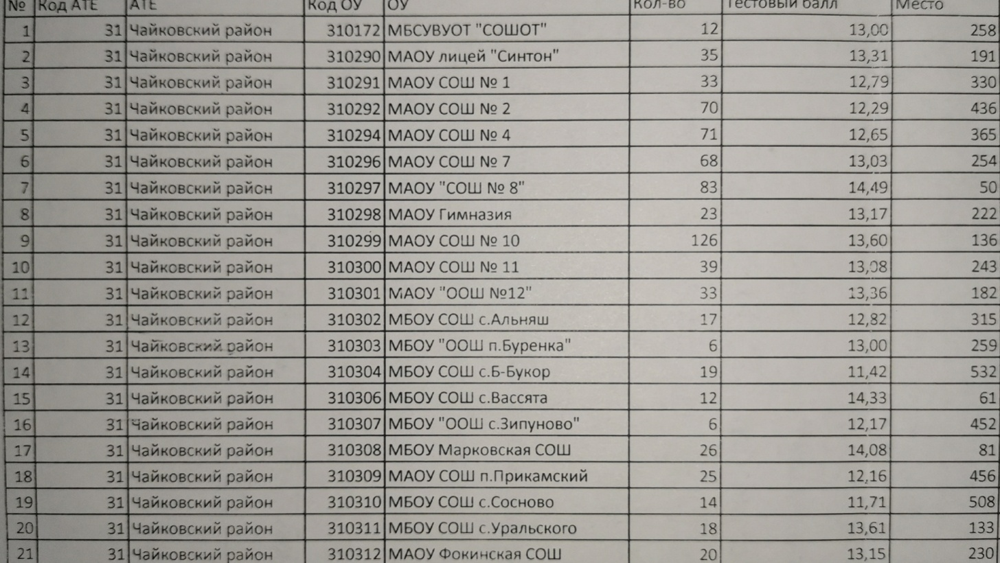 № Код АТЕ АТЕ Код ОУ ОУ Кол-во Тестовый балл Место
1 31 Чайковский район 310172 МБСУВУОТ "СОШОТ" 12 13,00 258
2 31 Чайковский район 310290 МАОУ лицей "Синтон" 35 13,31 191
3 31 Чайковский район 310291 МАОУ СОШ № 1 33 12,79 330
4 31 Чайковский район 310292 МАОУ СОШ № 2 70 12,29 436
5 31 Чайковский район 310294 МАОУ СОШ № 4 71 12,65 365
6 31 Чайковский район 310296 МАОУ СОШ № 7 68 13,03 254
7 31 Чайковский район 310297 МАОУ "СОШ № 8" 83 14,49 50
8 31 Чайковский район 310298 МАОУ Гимназия 23 13,17 222
9 31 Чайковский район 310299 МАОУ СОШ № 10 126 13,60 136
10 31 Чайковский район 310300 МАОУ СОШ № 11 39 13,08 243
11 31 Чайковский район 310301 МАОУ "ООШ №12" 33 13,36 182
12 31 Чайковский район 310302 МБОУ СОШ с.Альняш 17 12,82 315
13 31 Чайковский район 310303 МБОУ "ООШ п.Буренка" 6 13,00 259
14 31 Чайковский район 310304 МБОУ СОШ с.Б-Букор 19 11,42 532
15 31 Чайковский район 310306 МБОУ СОШ с.Вассята 12 14,33 61
16 31 Чайковский район 310307 МБОУ "ООШ с.Зипуново" 6 12,17 452
17 31 Чайковский район 310308 МБОУ Марковская СОШ 26 14,08 81
18 31 Чайковский район 310309 МАОУ СОШ п.Прикамский 25 12,16 456
19 31 Чайковский район 310310 МБОУ СОШ с.Сосново 14 11,71 508
20 31 Чайковский район 310311 МБОУ СОШ с.Уральского 18 13,61 133
21 31 Чайковский район 310312 МАОУ Фокинская СОШ 20 13,15 230